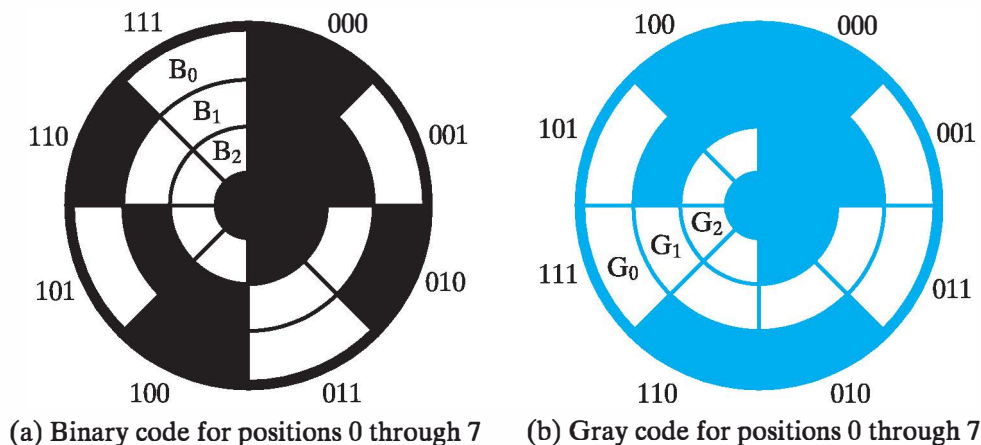 111
000
110
001
101
010
100
011
B₀
B₁
B₂
(a) Binary code for positions 0 through 7
100
000
101
001
111
011
110
010
G₂
G₁
G₀
(b) Gray code for positions 0 through 7